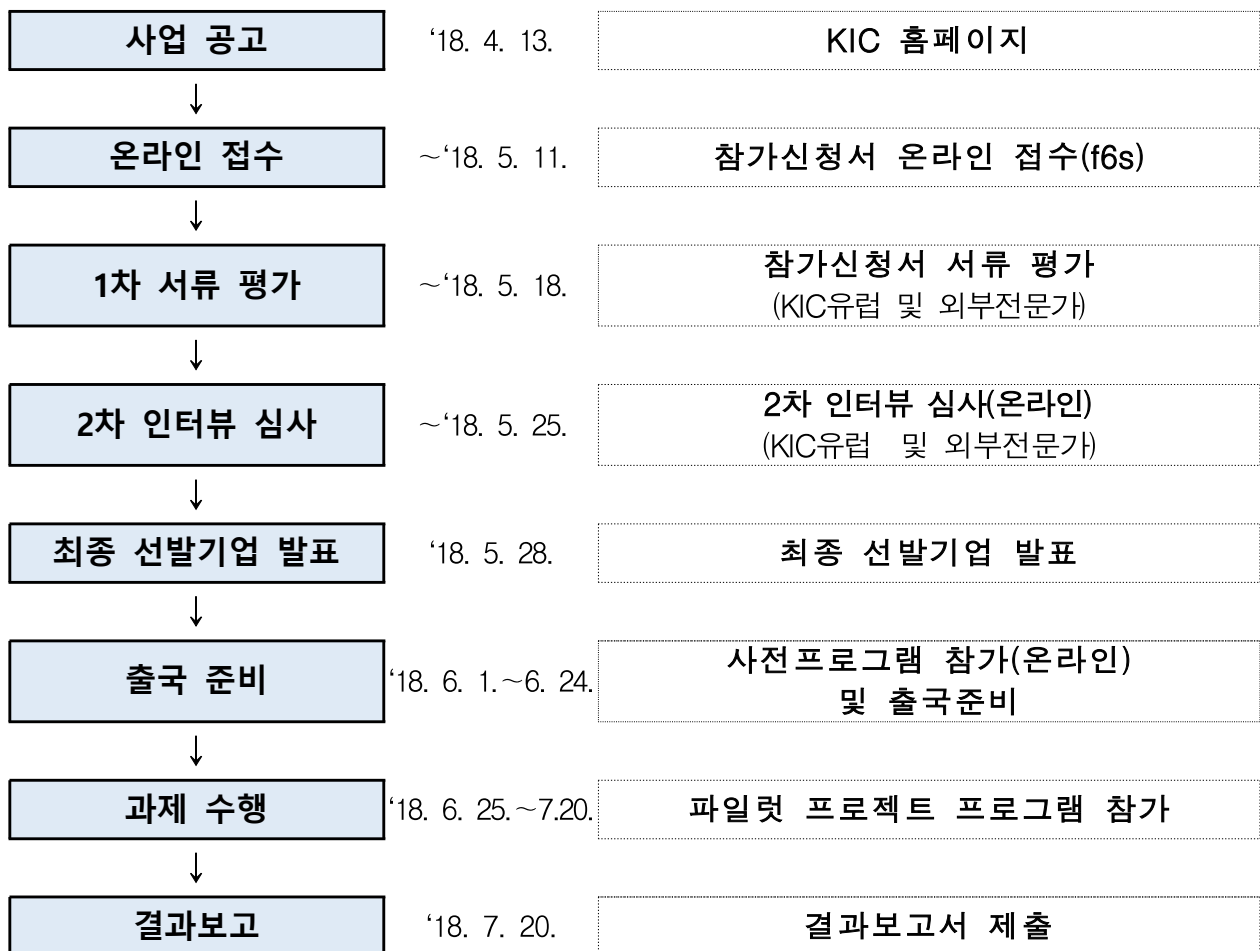 사업 공고 ‘18. 4. 13. KIC 홈페이지
↓
온라인 접수 ~‘18. 5. 11. 참가신청서 온라인 접수(f6s)
↓
1차 서류 평가 ~‘18. 5. 18. 참가신청서 서류 평가
(KIC유럽 및 외부전문가)
↓
2차 인터뷰 심사 ~‘18. 5. 25. 2차 인터뷰 심사(온라인)
(KIC유럽 및 외부전문가)
↓
최종 선발기업 발표 ‘18. 5. 28. 최종 선발기업 발표
↓
출국 준비 ‘18. 6. 1.~6. 24. 사전프로그램 참가(온라인)
및 출국준비
↓
과제 수행 ‘18. 6. 25.~7.20. 파일럿 프로젝트 프로그램 참가
↓
결과보고 ‘18. 7. 20. 결과보고서 제출